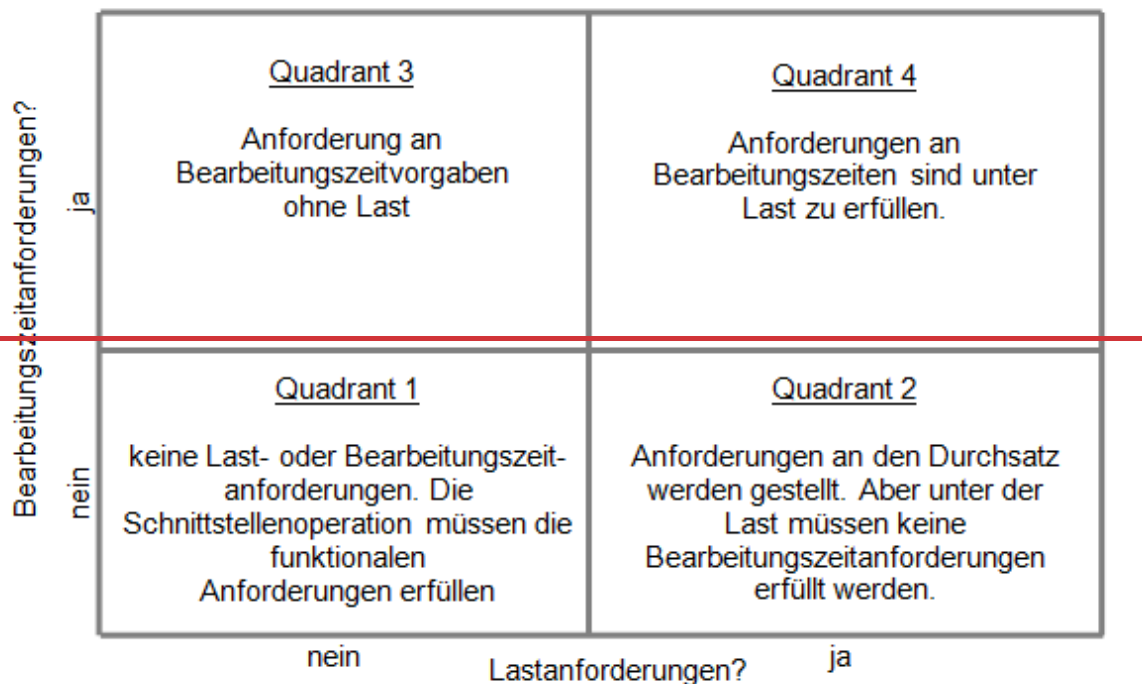 Quadrant 3
Anforderung an
Bearbeitungszeitvorgaben
ohne Last
Quadrant 4
Anforderungen an
Bearbeitungszeiten sind unter
Last zu erfüllen.
Bearbeitungszeitanforderungen?
ja
nein
Quadrant 1
keine Last- oder Bearbeitungszeit-
anforderungen. Die
Schnittstellenoperation müssen die
funktionalen
Anforderungen erfüllen
Quadrant 2
Anforderungen an den Durchsatz
werden gestellt. Aber unter der
Last müssen keine
Bearbeitungszeitanforderungen
erfüllt werden.
nein
Lastanforderungen?
ja